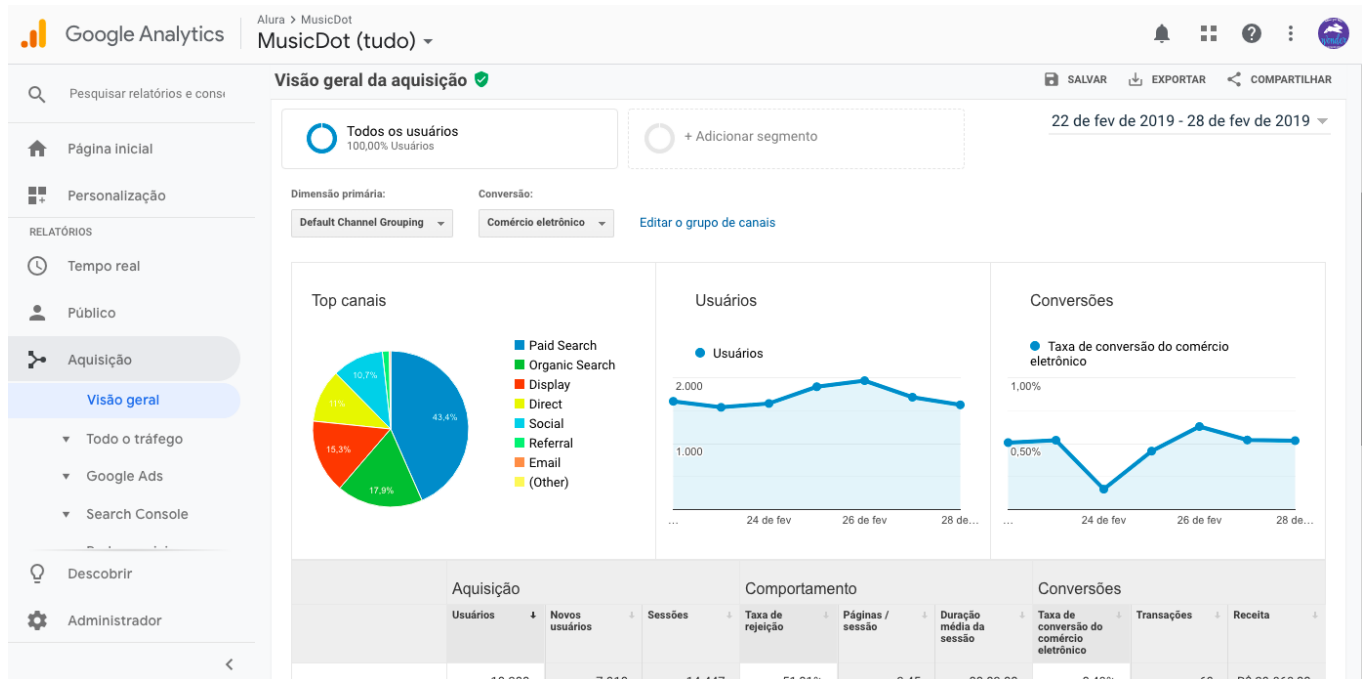 Google Analytics
Alura > MusicDot
MusicDot (tudo)
Pesquisar relatórios e
Página inicial
Personalização
RELATÓRIOS
Tempo real
Público
Aquisição
Visão geral
Todo o tráfego
Google Ads
Search Console
Descobrir
Administrador
Visão geral da aquisição
SALVAR
EXPORTAR
COMPARTILHAR
Todos os usuários
100,00% Usuários
+ Adicionar segmento
22 de fev de 2019 - 28 de fev de 2019
Dimensão primária:
Conversão:
Default Channel Grouping
Comércio eletrônico
Editar o grupo de canais
Top canais
43,4%
17,9%
15,3%
11%
10,7%
Paid Search
Organic Search
Display
Direct
Social
Referral
Email
(Other)
Usuários
Usuários
2.000
1.000
...
24 de fev
26 de fev
28 de...
Conversões
Taxa de conversão do comércio
eletrônico
1,00%
0,50%
...
24 de fev
26 de fev
28 de...
Aquisição
Comportamento
Conversões
Usuários
Novos
usuários
Sessões
Taxa de
rejeição
Páginas /
sessão
Duração
média da
sessão
Taxa de
conversão do
comércio
eletrônico
Transações
Receita